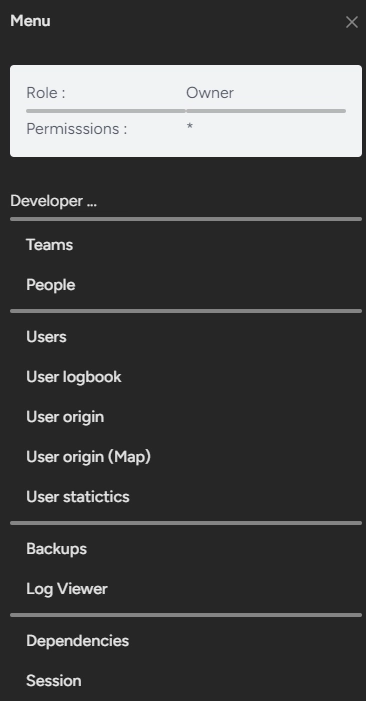 Menu
Role : Owner
Permisssions : *
Developer ...
Teams
People
Users
User logbook
User origin
User origin (Map)
User statictics
Backups
Log Viewer
Dependencies
Session